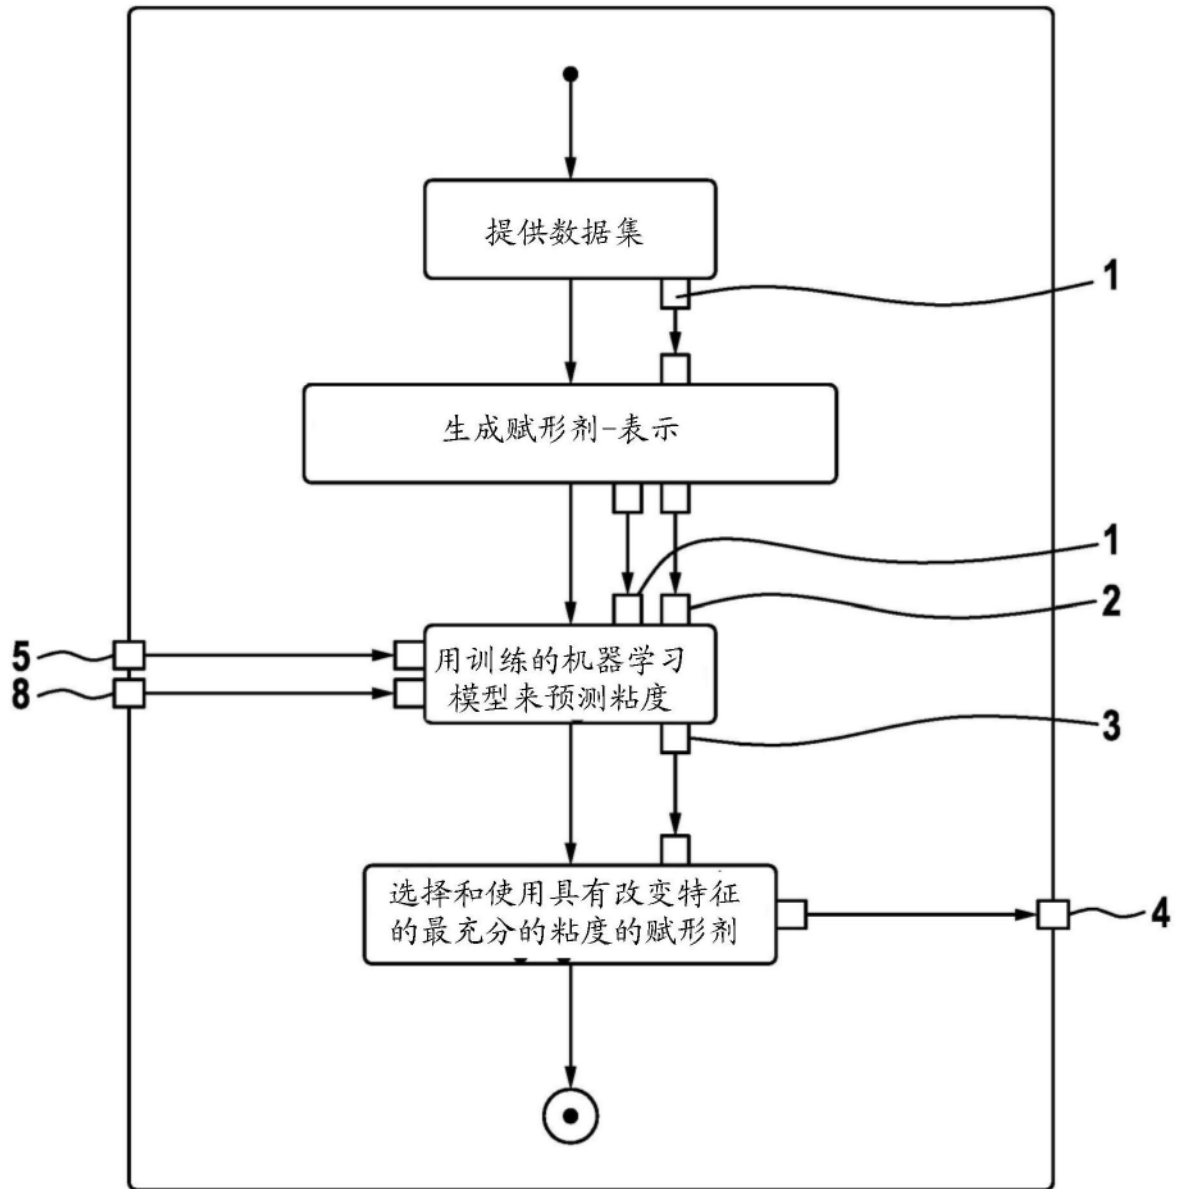 提供数据集
1
生成赋形剂-表示
1
2
5
8
用训练的机器学习
模型来预测粘度
3
选择和使用具有改变特征
的最充分的粘度的赋形剂
4